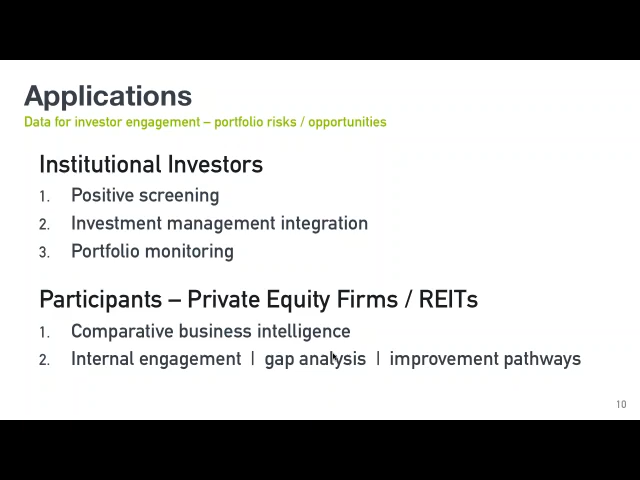 Applications
Data for investor engagement – portfolio risks / opportunities
Institutional Investors
1. Positive screening
2. Investment management integration
3. Portfolio monitoring
Participants – Private Equity Firms / REITs
1. Comparative business intelligence
2. Internal engagement | gap analysis | improvement pathways
10